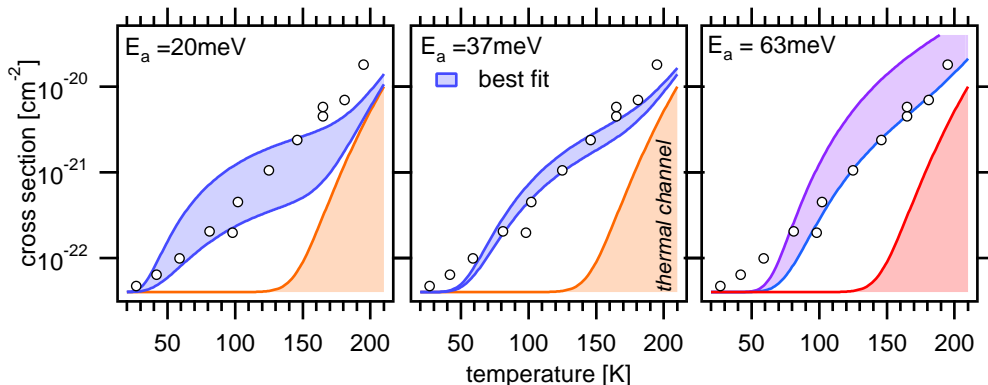 E_a =20meV
E_a =37meV
E_a = 63meV
best fit
cross section [cm^-2]
10^-20
10^-21
10^-22
thermal channel
50 100 150 200
50 100 150 200
50 100 150 200
temperature [K]